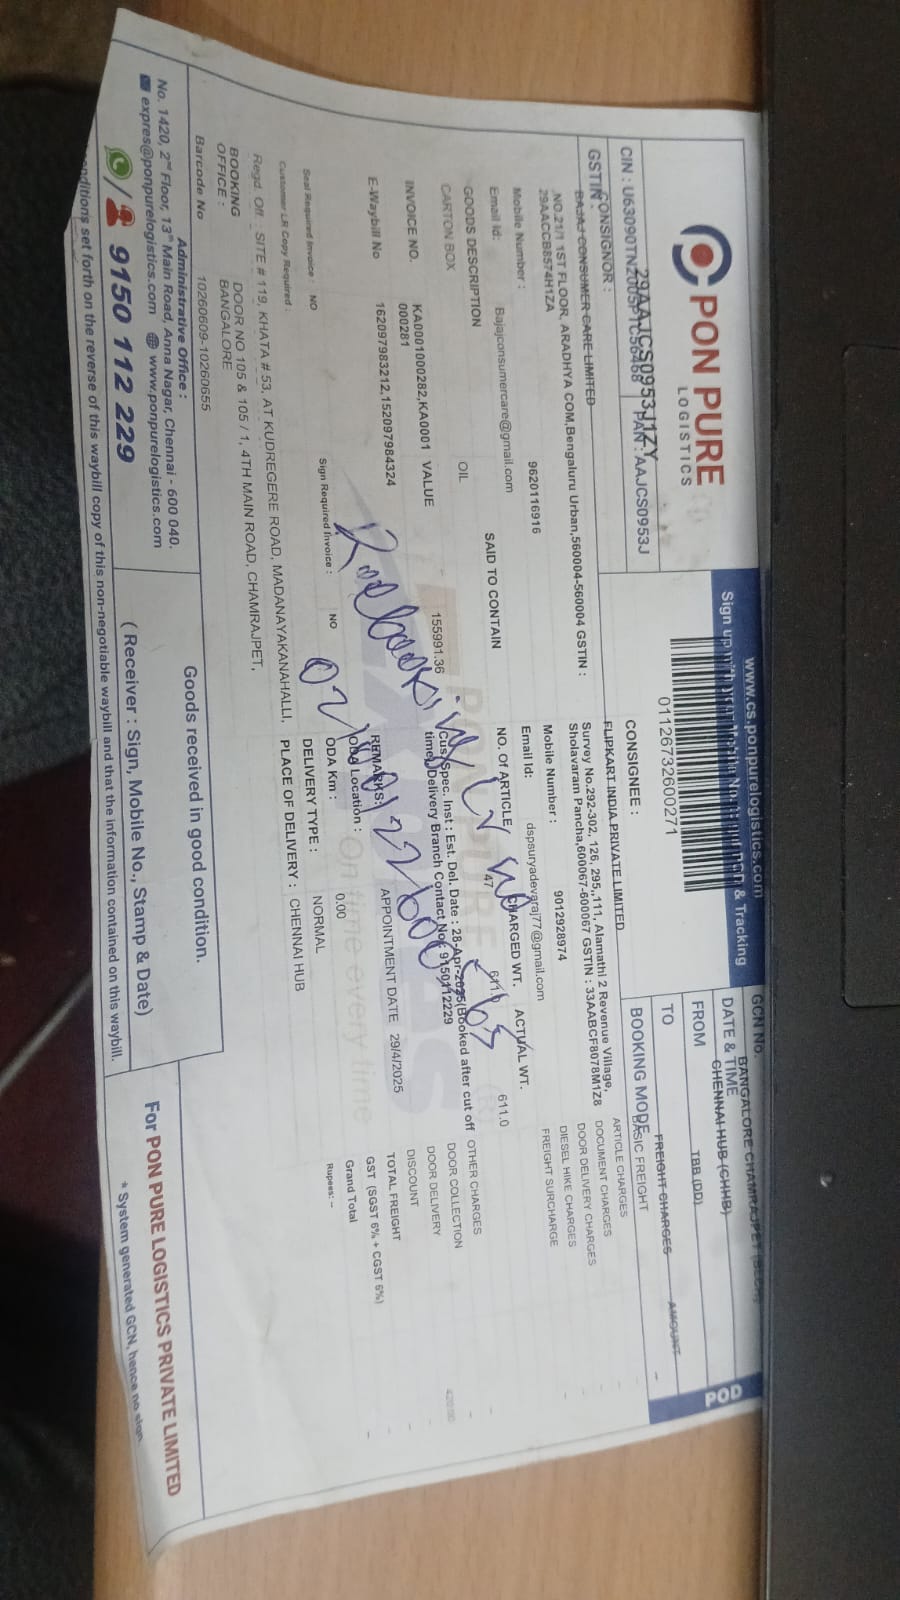 PON PURE
LOGISTICS
29AAJCS0953J1ZY
CIN : U63090TN2005PTC56468 PAN : AAJCS0953J
GSTIN :
CONSIGNOR :
BAJAJ CONSUMER CARE LIMITED
,NO.21/1 1ST FLOOR, ARADHYA COM,Bengaluru Urban,560004-560004 GSTIN :
29AACCB8574H1ZA
Mobile Number : 9620116916
Email Id: Bajajconsumercare@gmail.com
SAID TO CONTAIN
GOODS DESCRIPTION OIL
CARTON BOX
INVOICE NO. KA0001000282,KA0001 VALUE 155991.36
000281
E-Waybill No 162097983212,152097984324
Seal Required Invoice : NO Sign Required Invoice : NO
Customer LR Copy Required :
Regd. Off : SITE # 119, KHATA # 53, AT KUDREGERE ROAD, MADANAYAKANAHALLI,
BOOKING DOOR NO 105 & 105 / 1, 4TH MAIN ROAD, CHAMRAJPET,
OFFICE : BANGALORE
Barcode No 10260609-10260655
www.cs.ponpurelogistics.com
& Tracking
01126732600271
CONSIGNEE :
FLIPKART INDIA PRIVATE LIMITED
Survey No,292-302, 126, 295,,111, Alamathi 2 Revenue Village,
Sholavaram Pancha,600067-600067 GSTIN : 33AABCF8078M1Z8
Mobile Number : 9012928974
Email Id: dspsuryadevaraj77@gmail.com
NO. Of ARTICLE CHARGED WT. ACTUAL WT.
47 611.0 611.0
Cus. Spec. Inst : Est. Del. Date : 28-Apr-2025(Booked after cut off
time) Delivery Branch Contact No : 9150112229
REMARKS: APPOINTMENT DATE 29/4/2025
ODA Location :
ODA Km : 0.00
DELIVERY TYPE : NORMAL
PLACE OF DELIVERY : CHENNAI HUB
On time every time
GCN No.
BANGALORE CHAMRAJPET
DATE & TIME
CHENNAI HUB (CHHB)
FROM
TBB (DD)
TO
FREIGHT CHARGES AMOUNT
BOOKING MODE
BASIC FREIGHT
ARTICLE CHARGES
DOCUMENT CHARGES
DOOR DELIVERY CHARGES
DIESEL HIKE CHARGES
FREIGHT SURCHARGE
OTHER CHARGES
DOOR COLLECTION
DOOR DELIVERY
DISCOUNT
TOTAL FREIGHT
GST (SGST 6% + CGST 6%)
Grand Total
Rupees: –
POD
Administrative Office :
No. 1420, 2nd Floor, 13th Main Road, Anna Nagar, Chennai - 600 040.
expres@ponpurelogistics.com www.ponpurelogistics.com
/ 9150 112 229
Goods received in good condition.
( Receiver : Sign, Mobile No., Stamp & Date)
For PON PURE LOGISTICS PRIVATE LIMITED
* System generated GCN, hence no sign.
onditions set forth on the reverse of this waybill copy of this non-negotiable waybill and that the information contained on this waybill.